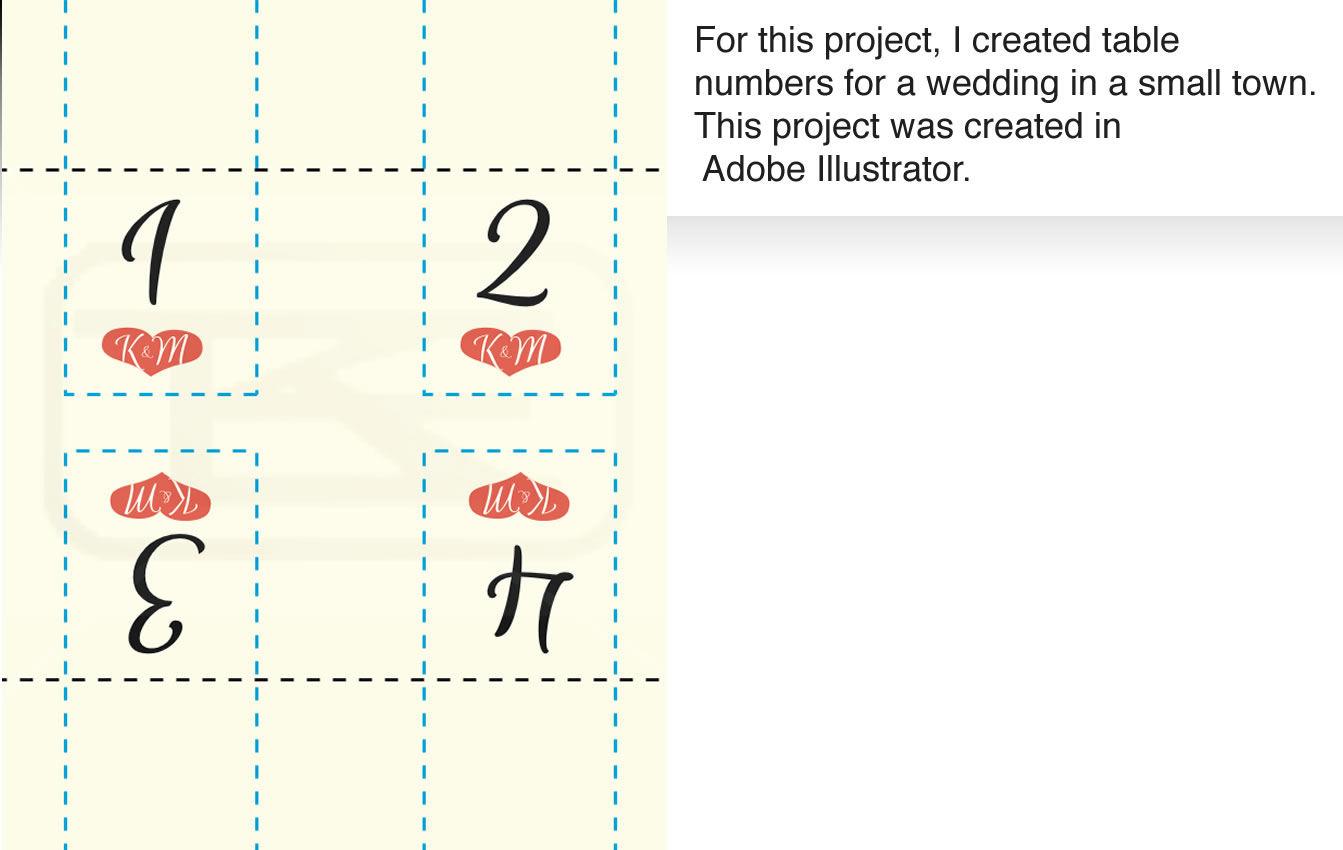 For this project, I created table
numbers for a wedding in a small town.
This project was created in
Adobe Illustrator.
1
2
K&M
K&M
K&M
K&M
3
4